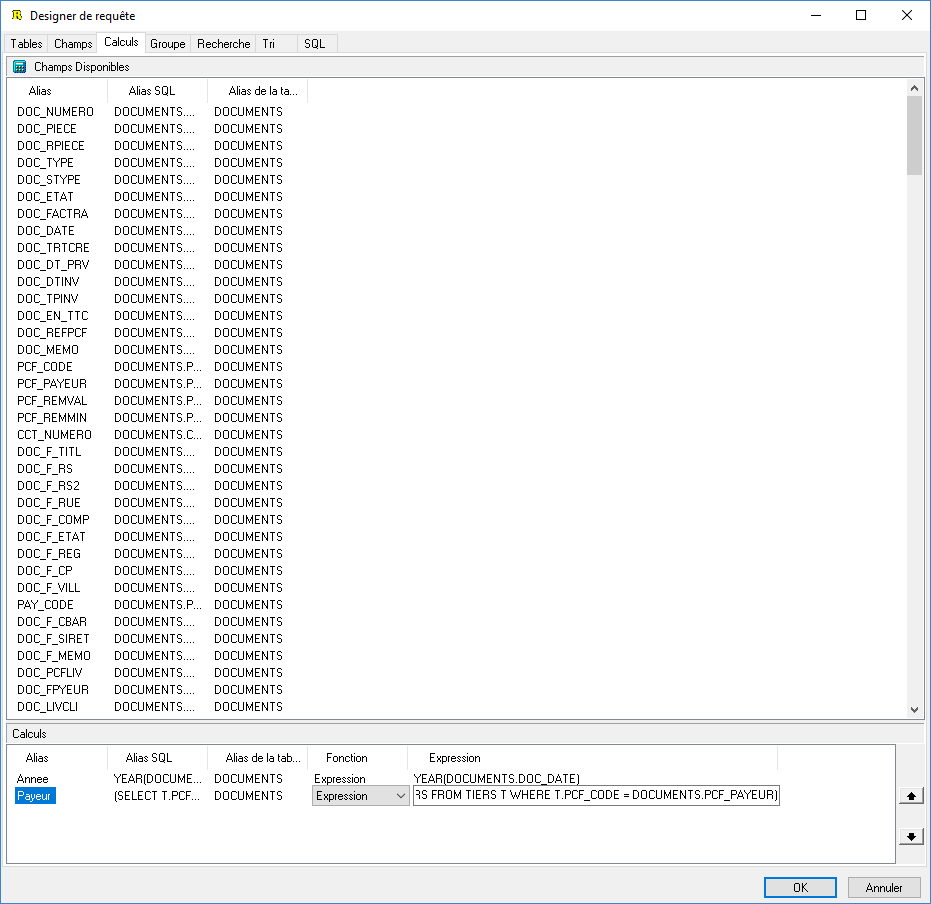 Designer de requête
Tables Champs Calculs Groupe Recherche Tri SQL
Champs Disponibles
Alias Alias SQL Alias de la ta...
DOC_NUMERO DOCUMENTS.... DOCUMENTS
DOC_PIECE DOCUMENTS.... DOCUMENTS
DOC_RPIECE DOCUMENTS.... DOCUMENTS
DOC_TYPE DOCUMENTS.... DOCUMENTS
DOC_STYPE DOCUMENTS.... DOCUMENTS
DOC_ETAT DOCUMENTS.... DOCUMENTS
DOC_FACTRA DOCUMENTS.... DOCUMENTS
DOC_DATE DOCUMENTS.... DOCUMENTS
DOC_TRTCRE DOCUMENTS.... DOCUMENTS
DOC_DT_PRV DOCUMENTS.... DOCUMENTS
DOC_DTINV DOCUMENTS.... DOCUMENTS
DOC_TPINV DOCUMENTS.... DOCUMENTS
DOC_EN_TTC DOCUMENTS.... DOCUMENTS
DOC_REFPCF DOCUMENTS.... DOCUMENTS
DOC_MEMO DOCUMENTS.... DOCUMENTS
PCF_CODE DOCUMENTS.P... DOCUMENTS
PCF_PAYEUR DOCUMENTS.P... DOCUMENTS
PCF_REMVAL DOCUMENTS.P... DOCUMENTS
PCF_REMMIN DOCUMENTS.P... DOCUMENTS
CCT_NUMERO DOCUMENTS.C... DOCUMENTS
DOC_F_TITL DOCUMENTS.... DOCUMENTS
DOC_F_RS DOCUMENTS.... DOCUMENTS
DOC_F_RS2 DOCUMENTS.... DOCUMENTS
DOC_F_RUE DOCUMENTS.... DOCUMENTS
DOC_F_COMP DOCUMENTS.... DOCUMENTS
DOC_F_ETAT DOCUMENTS.... DOCUMENTS
DOC_F_REG DOCUMENTS.... DOCUMENTS
DOC_F_CP DOCUMENTS.... DOCUMENTS
DOC_F_VILL DOCUMENTS.... DOCUMENTS
PAY_CODE DOCUMENTS.P... DOCUMENTS
DOC_F_CBAR DOCUMENTS.... DOCUMENTS
DOC_F_SIRET DOCUMENTS.... DOCUMENTS
DOC_F_MEMO DOCUMENTS.... DOCUMENTS
DOC_PCFLIV DOCUMENTS.... DOCUMENTS
DOC_FPYEUR DOCUMENTS.... DOCUMENTS
DOC_LIVCLI DOCUMENTS.... DOCUMENTS
Calculs
Alias Alias SQL Alias de la tab... Fonction Expression
Annee YEAR(DOCUME... DOCUMENTS Expression YEAR(DOCUMENTS.DOC_DATE)
Payeur (SELECT T.PCF... DOCUMENTS Expression RS FROM TIERS T WHERE T.PCF_CODE = DOCUMENTS.PCF_PAYEUR)
OK Annuler